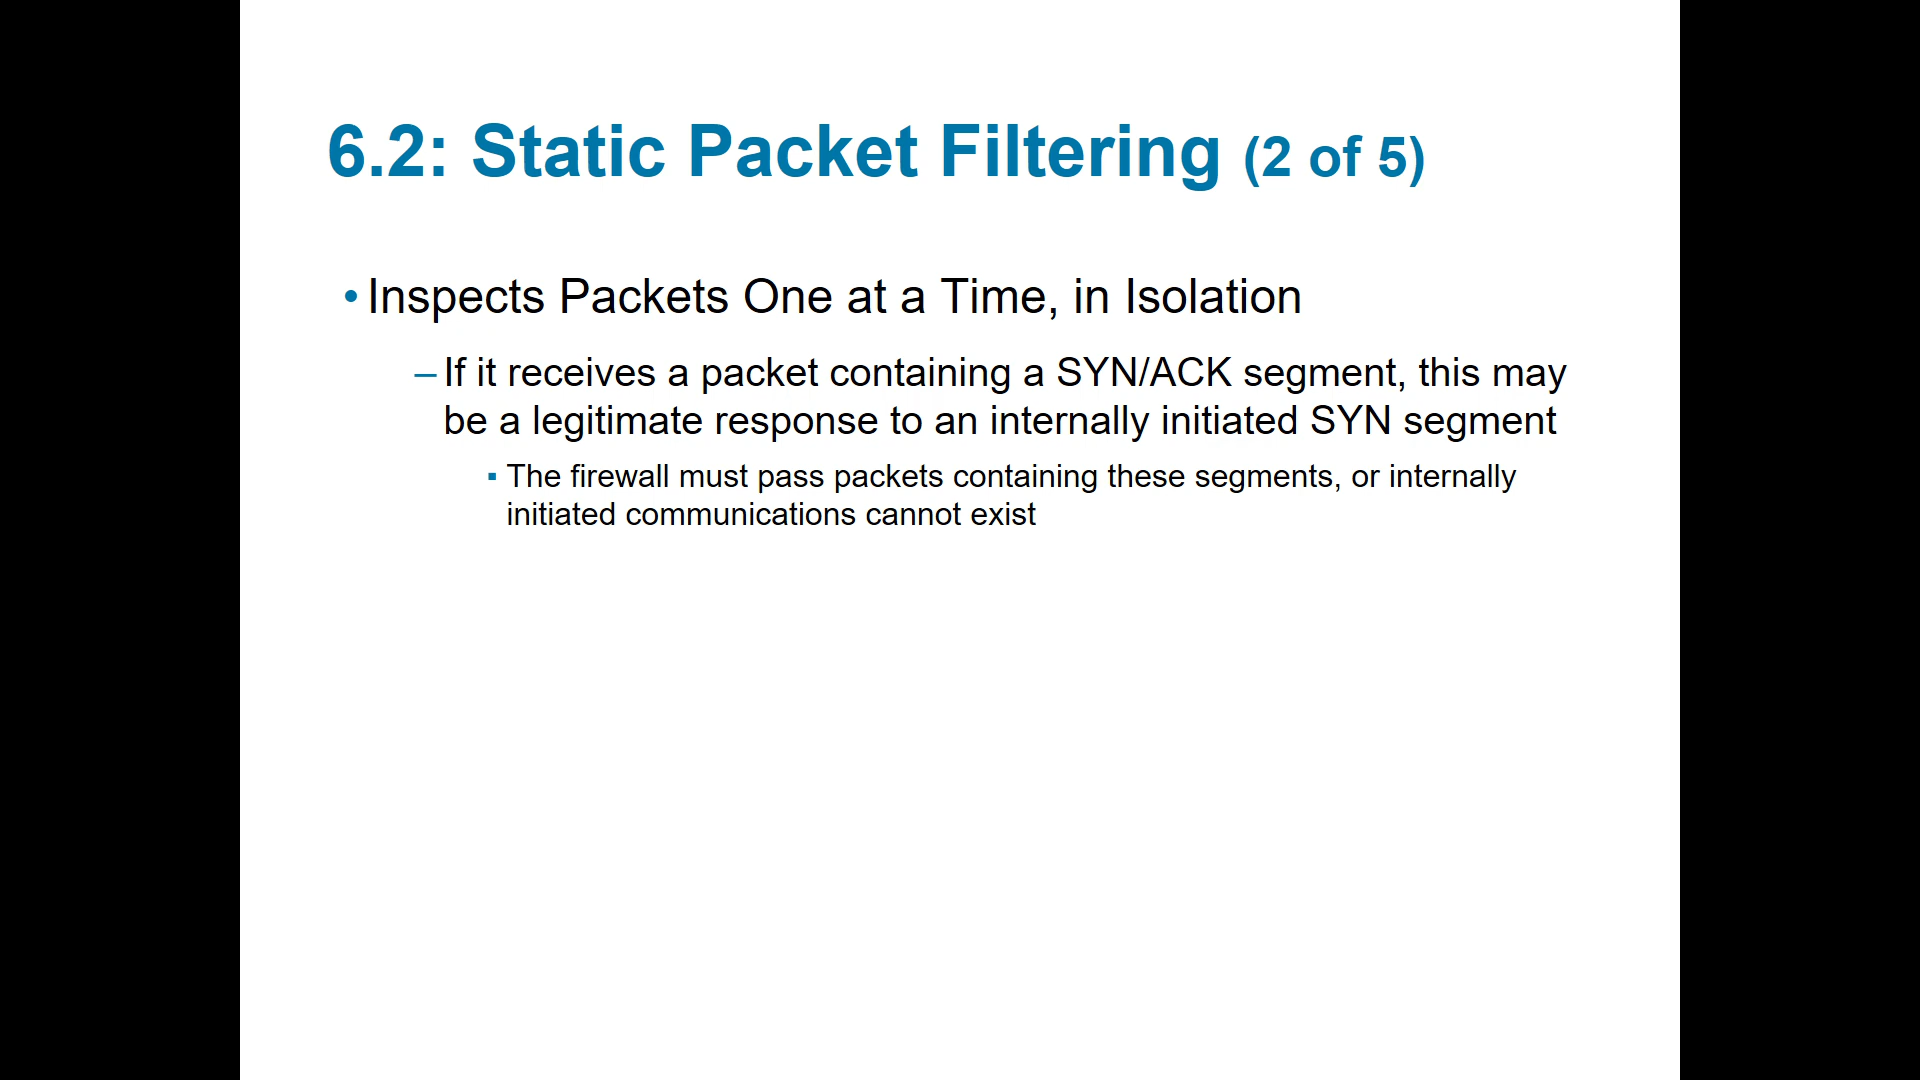 6.2: Static Packet Filtering (2 of 5)
• Inspects Packets One at a Time, in Isolation
– If it receives a packet containing a SYN/ACK segment, this may
be a legitimate response to an internally initiated SYN segment
▪ The firewall must pass packets containing these segments, or internally
initiated communications cannot exist